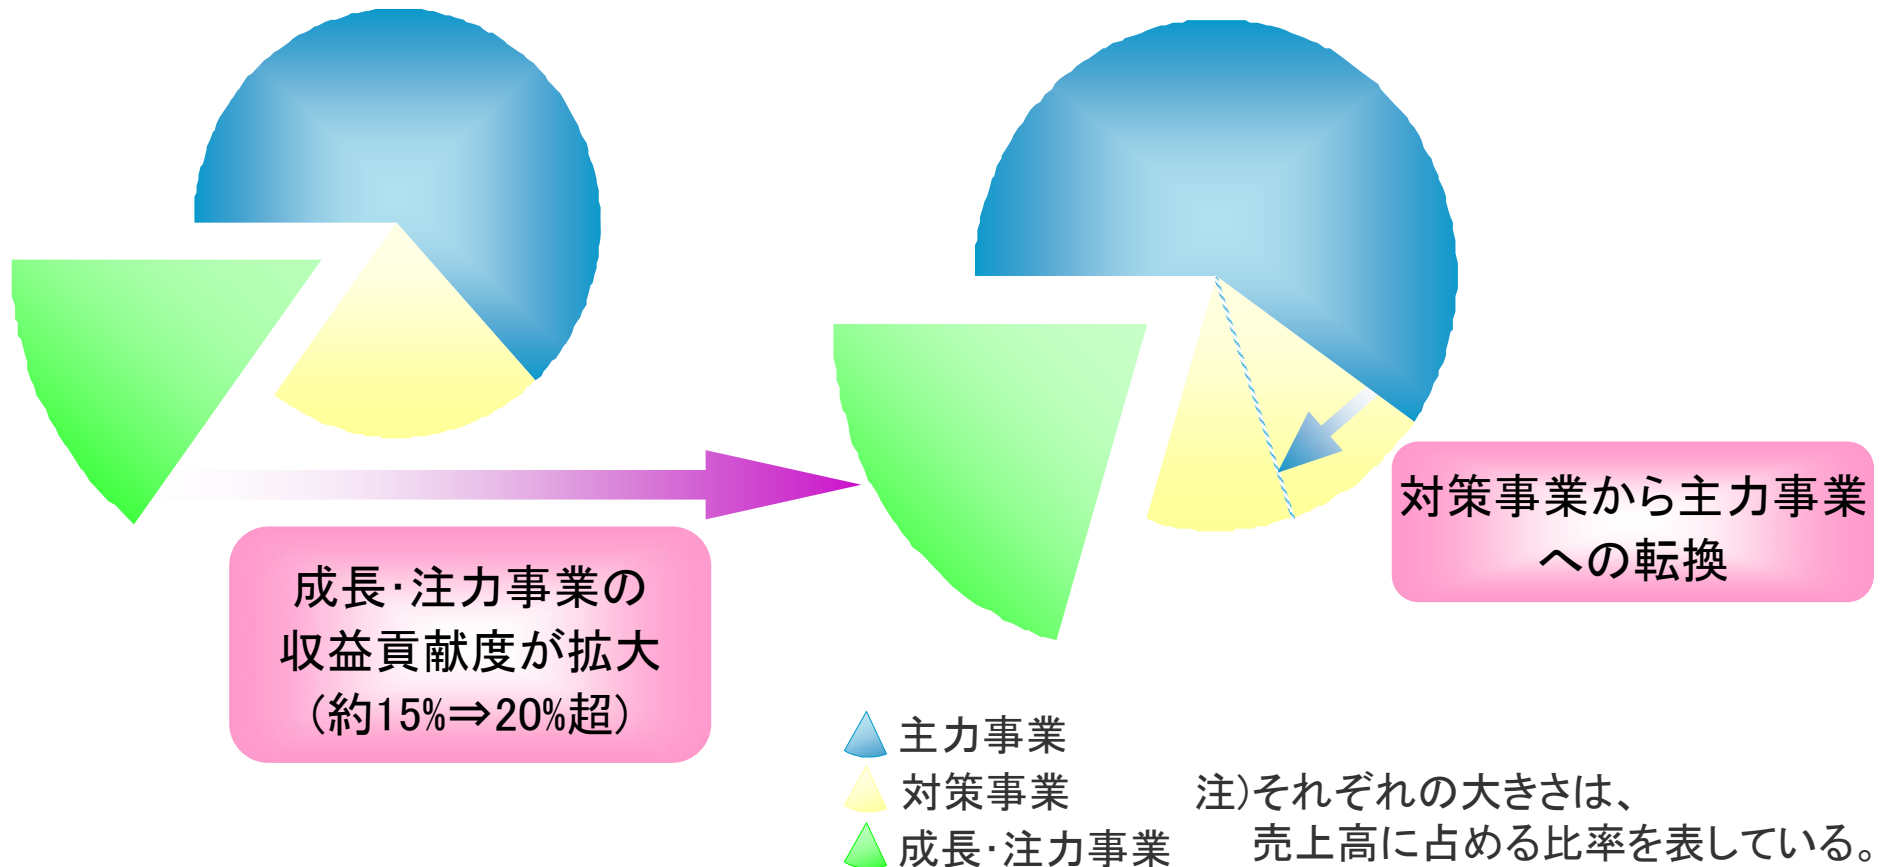 対策事業から主力事業
への転換
成長・注力事業の
収益貢献度が拡大
(約15%⇒20%超)
主力事業
対策事業
成長・注力事業
注)それぞれの大きさは、
売上高に占める比率を表している。